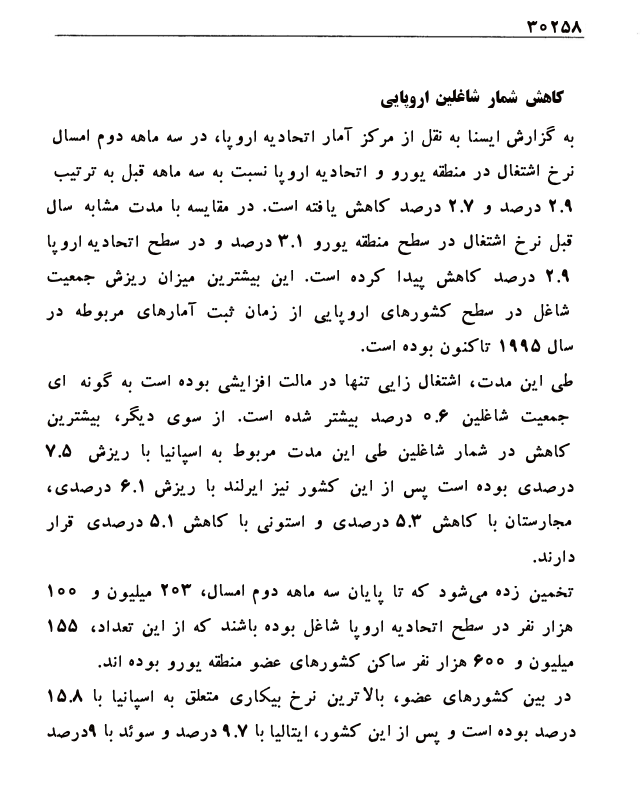 ۳۰۲۵۸
کاهش شمار شاغلین اروپایی
به گزارش ایسنا به نقل از مرکز آمار اتحادیه اروپا، در سه ماهه دوم امسال
نرخ اشتغال در منطقه یورو و اتحادیه اروپا نسبت به سه ماهه قبل به ترتیب
۲.۹ درصد و ۲.۷ درصد کاهش یافته است. در مقایسه با مدت مشابه سال
قبل نرخ اشتغال در سطح منطقه یورو ۳.۱ درصد و در سطح اتحادیه اروپا
۲.۹ درصد کاهش پیدا کرده است. این بیشترین میزان ریزش جمعیت
شاغل در سطح کشورهای اروپایی از زمان ثبت آمارهای مربوطه در
سال ۱۹۹۵ تاکنون بوده است.
طی این مدت، اشتغال زایی تنها در مالت افزایشی بوده است به گونه ای
جمعیت شاغلین ۰.۶ درصد بیشتر شده است. از سوی دیگر، بیشترین
کاهش در شمار شاغلین طی این مدت مربوط به اسپانیا با ریزش ۷.۵
درصدی بوده است پس از این کشور نیز ایرلند با ریزش ۶.۱ درصدی،
مجارستان با کاهش ۵.۳ درصدی و استونی با کاهش ۵.۱ درصدی قرار
دارند.
تخمین زده می‌شود که تا پایان سه ماهه دوم امسال، ۲۰۳ میلیون و ۱۰۰
هزار نفر در سطح اتحادیه اروپا شاغل بوده باشند که از این تعداد، ۱۵۵
میلیون و ۶۰۰ هزار نفر ساکن کشورهای عضو منطقه یورو بوده اند.
در بین کشورهای عضو، بالاترین نرخ بیکاری متعلق به اسپانیا با ۱۵.۸
درصد بوده است و پس از این کشور، ایتالیا با ۹.۷ درصد و سوئد با ۹درصد